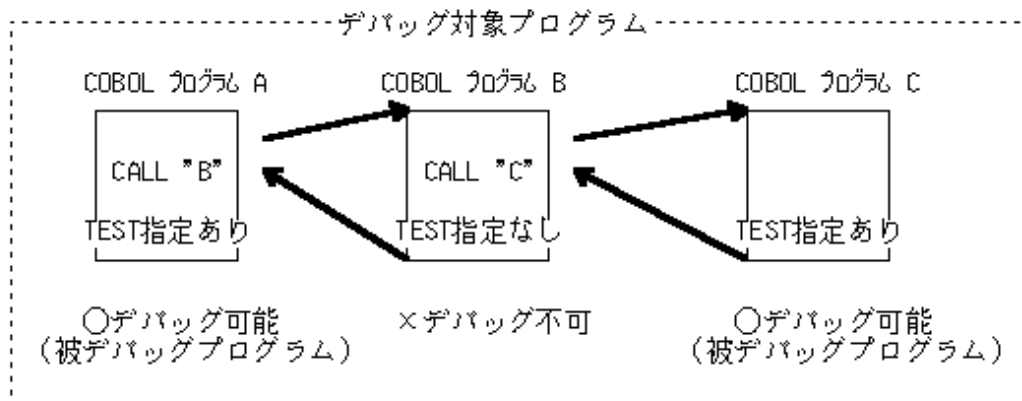 デバッグ対象プログラム
COBOL プログラム A
COBOL プログラム B
COBOL プログラム C
CALL "B"
CALL "C"
TEST指定あり
TEST指定なし
TEST指定あり
○デバッグ可能
(被デバッグプログラム)
×デバッグ不可
○デバッグ可能
(被デバッグプログラム)